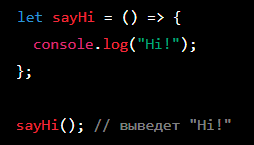 let sayHi = () => {
  console.log("Hi!");
};

sayHi(); // выведет "Hi!"